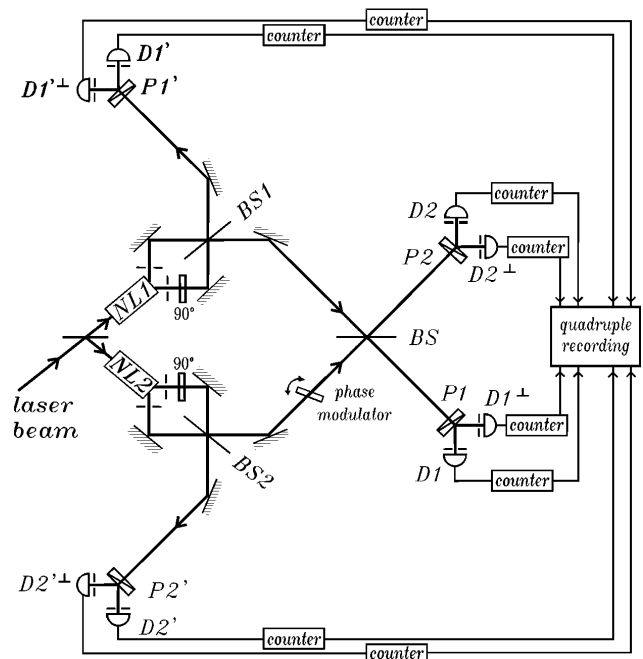 counter
counter
D1'
D1'⊥
P1'
BS1
D2
counter
P2
counter
D2⊥
NL1
90°
quadruple
recording
BS
NL2
90°
phase
modulator
P1
D1⊥
counter
laser
beam
BS2
D1
counter
D2'⊥
P2'
D2'
counter
counter